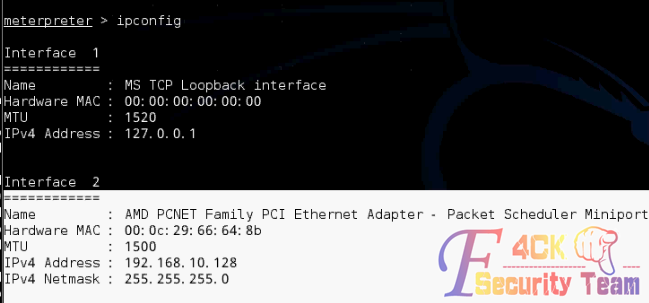 meterpreter > ipconfig
Interface  1
============
Name         : MS TCP Loopback interface
Hardware MAC : 00:00:00:00:00:00
MTU          : 1520
IPv4 Address : 127.0.0.1
Interface  2
============
Name         : AMD PCNET Family PCI Ethernet Adapter - Packet Scheduler Miniport
Hardware MAC : 00:0c:29:66:64:8b
MTU          : 1500
IPv4 Address : 192.168.10.128
IPv4 Netmask : 255.255.255.0
F4CK
Security Team